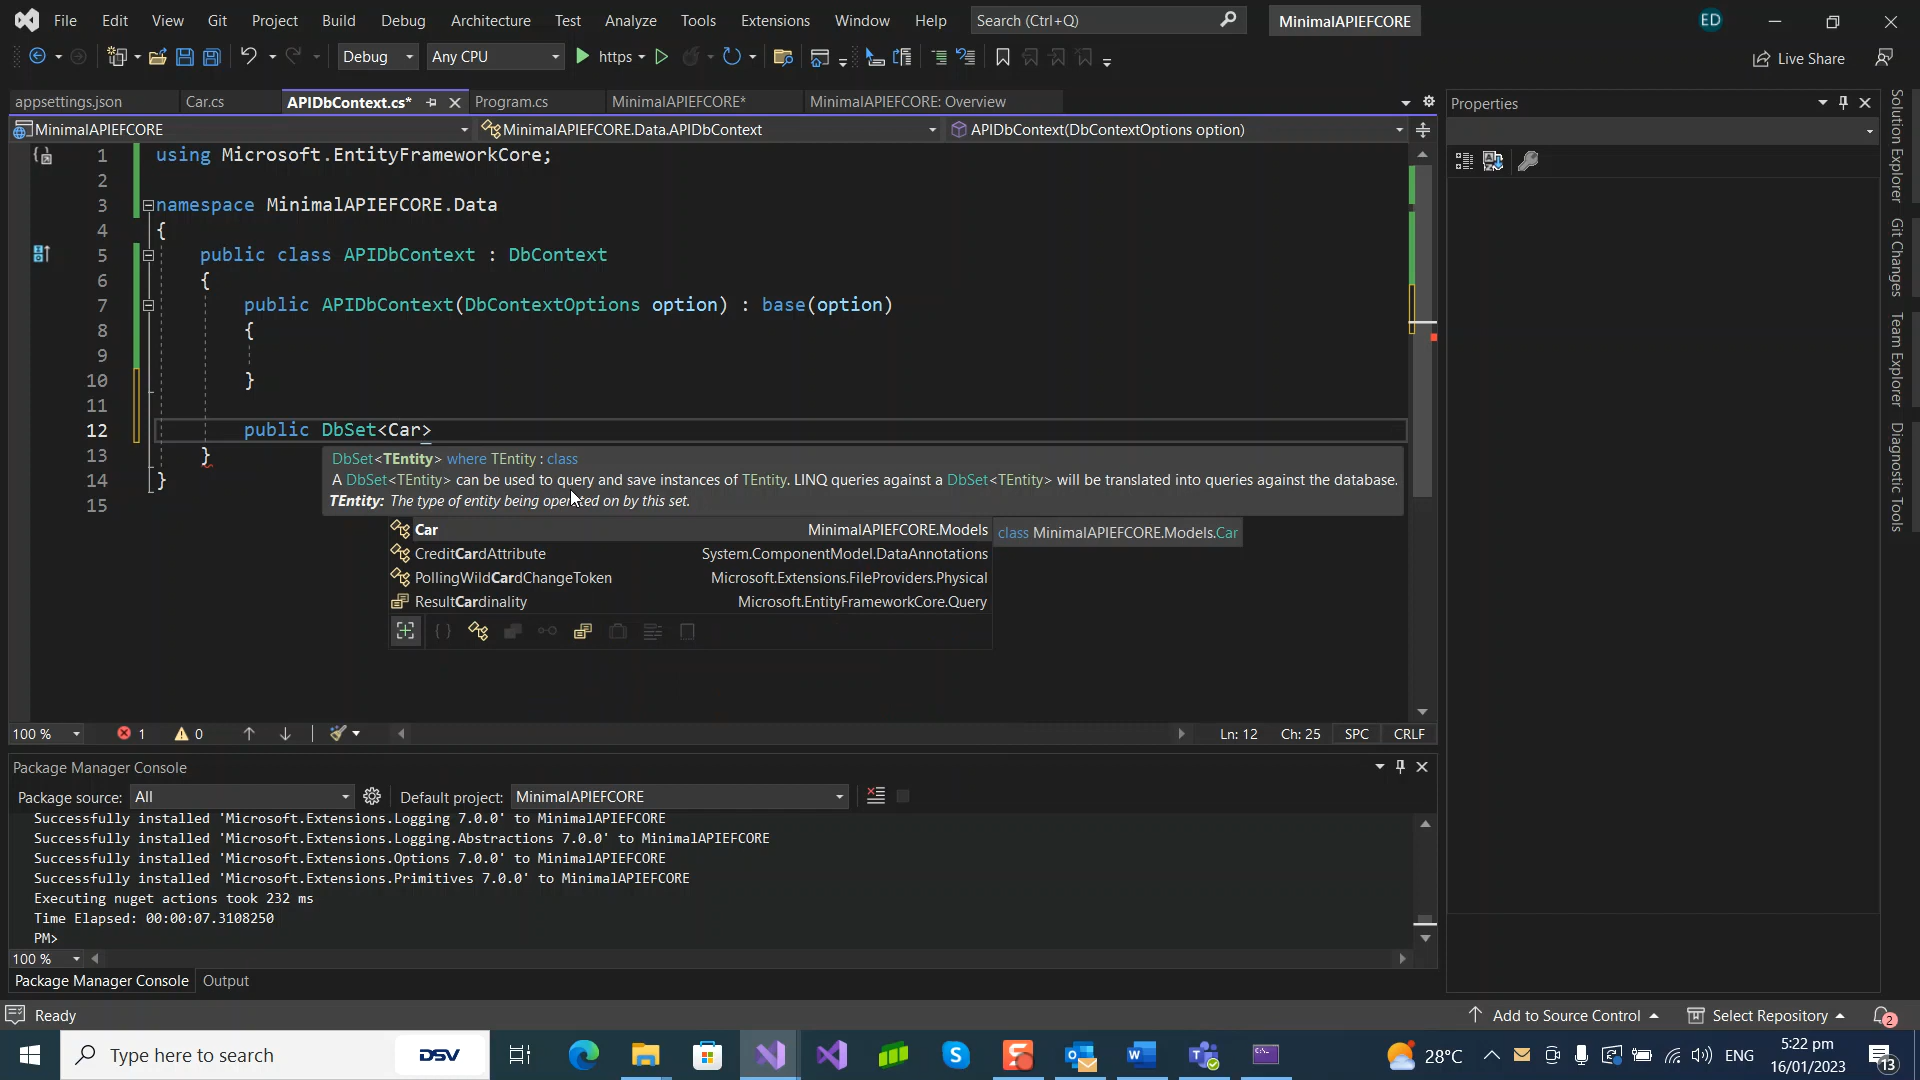 File Edit View Git Project Build Debug Architecture Test Analyze Tools Extensions Window Help Search (Ctrl+Q) MinimalAPIEFCORE ED
Debug Any CPU https Live Share
appsettings.json Car.cs APIDbContext.cs* Program.cs MinimalAPIEFCORE* MinimalAPIEFCORE: Overview
MinimalAPIEFCORE MinimalAPIEFCORE.Data.APIDbContext APIDbContext(DbContextOptions option)
1 using Microsoft.EntityFrameworkCore;
2
3 namespace MinimalAPIEFCORE.Data
4 {
5 public class APIDbContext : DbContext
6 {
7 public APIDbContext(DbContextOptions option) : base(option)
8 {
9
10 }
11
12 public DbSet<Car>
13 }
14 }
15
DbSet<TEntity> where TEntity : class
A DbSet<TEntity> can be used to query and save instances of TEntity. LINQ queries against a DbSet<TEntity> will be translated into queries against the database.
TEntity: The type of entity being operated on by this set.
Car MinimalAPIEFCORE.Models class MinimalAPIEFCORE.Models.Car
CreditCardAttribute System.ComponentModel.DataAnnotations
PollingWildCardChangeToken Microsoft.Extensions.FileProviders.Physical
ResultCardinality Microsoft.EntityFrameworkCore.Query
100 % 1 0 Ln: 12 Ch: 25 SPC CRLF
Package Manager Console
Package source: All Default project: MinimalAPIEFCORE
Successfully installed 'Microsoft.Extensions.Logging 7.0.0' to MinimalAPIEFCORE
Successfully installed 'Microsoft.Extensions.Logging.Abstractions 7.0.0' to MinimalAPIEFCORE
Successfully installed 'Microsoft.Extensions.Options 7.0.0' to MinimalAPIEFCORE
Successfully installed 'Microsoft.Extensions.Primitives 7.0.0' to MinimalAPIEFCORE
Executing nuget actions took 232 ms
Time Elapsed: 00:00:07.3108250
PM>
100 %
Package Manager Console Output
Properties
Solution Explorer
Git Changes
Team Explorer
Diagnostic Tools
Ready Add to Source Control Select Repository 2
Type here to search DSV 28°C ENG 5:22 pm
16/01/2023 13